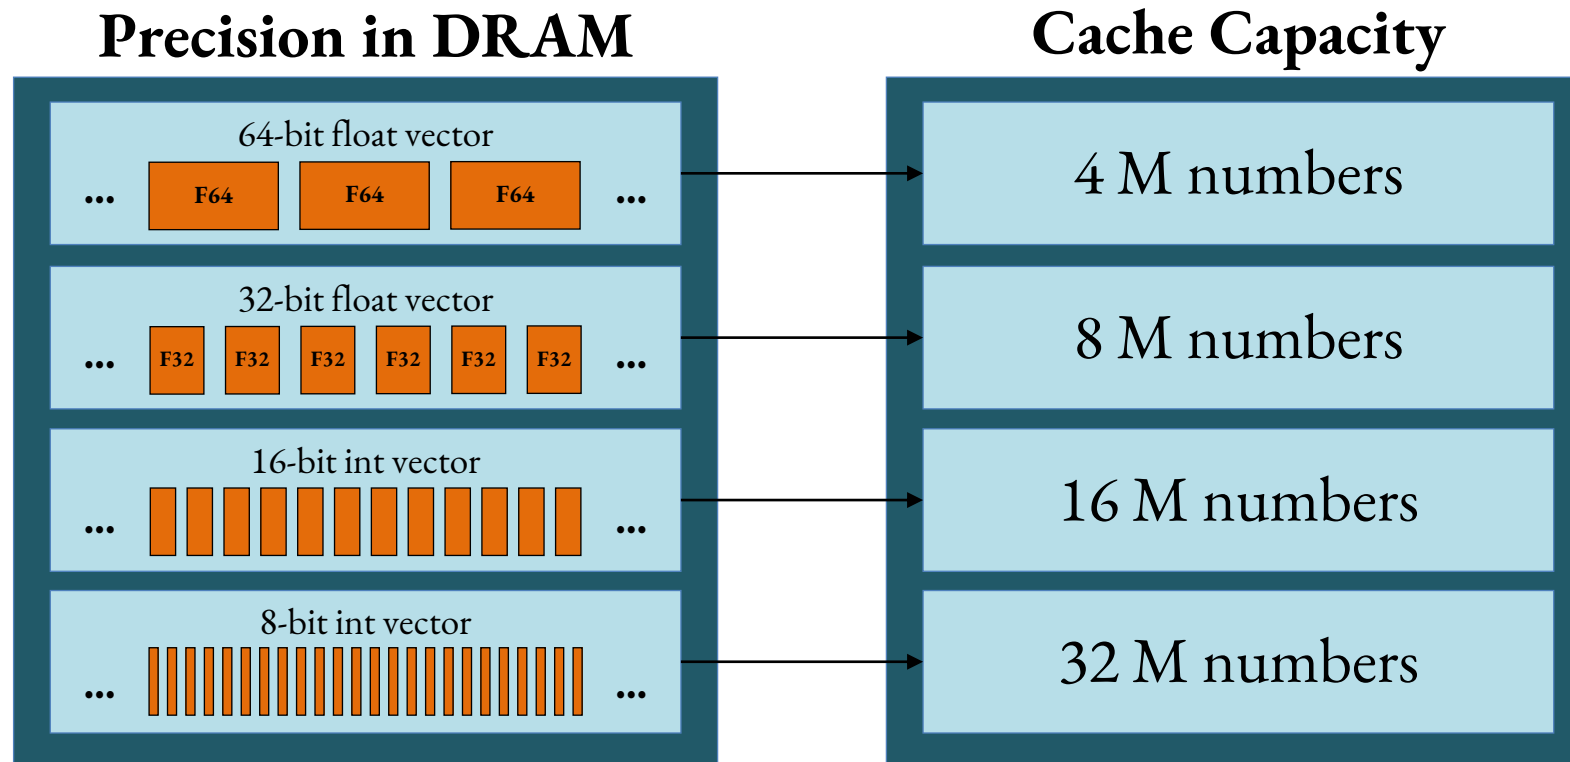 Precision in DRAM
Cache Capacity
64-bit float vector
... F64 F64 F64 ...
4 M numbers
32-bit float vector
... F32 F32 F32 F32 F32 F32 ...
8 M numbers
16-bit int vector
... ...
16 M numbers
8-bit int vector
... ...
32 M numbers